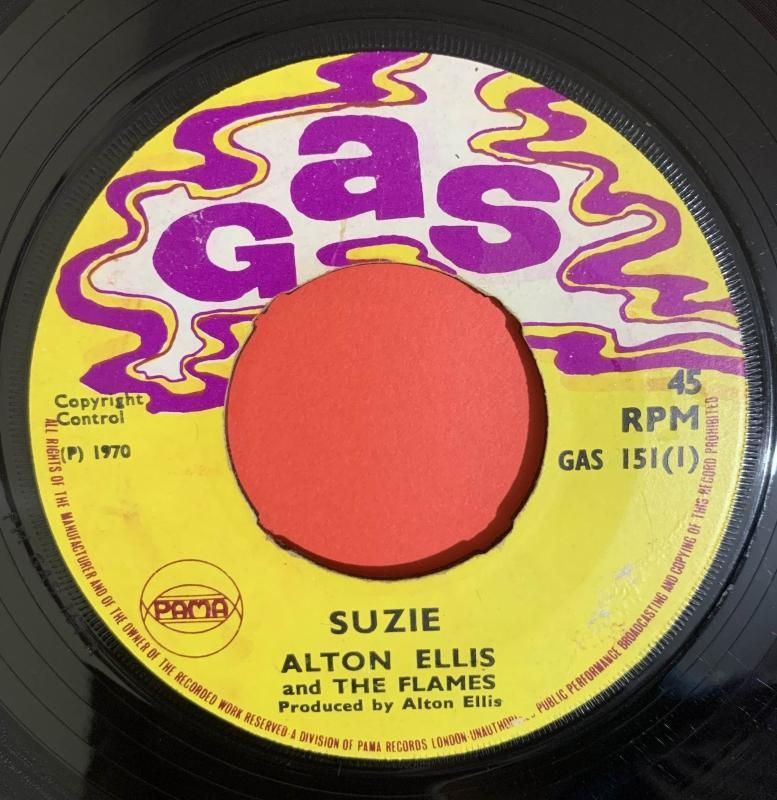 Gas
45
RPM
GAS 151(1)
Copyright
Control
(P) 1970
PAMA
SUZIE
ALTON ELLIS
and THE FLAMES
Produced by Alton Ellis
ALL RIGHTS OF THE MANUFACTURER AND OF THE OWNER OF THE RECORDED WORK RESERVED-A DIVISION OF PAMA RECORDS LONDON-UNAUTHORI PUBLIC PERFORMANCE BROADCASTING AND COPYING OF THIS RECORD PROHIBITED